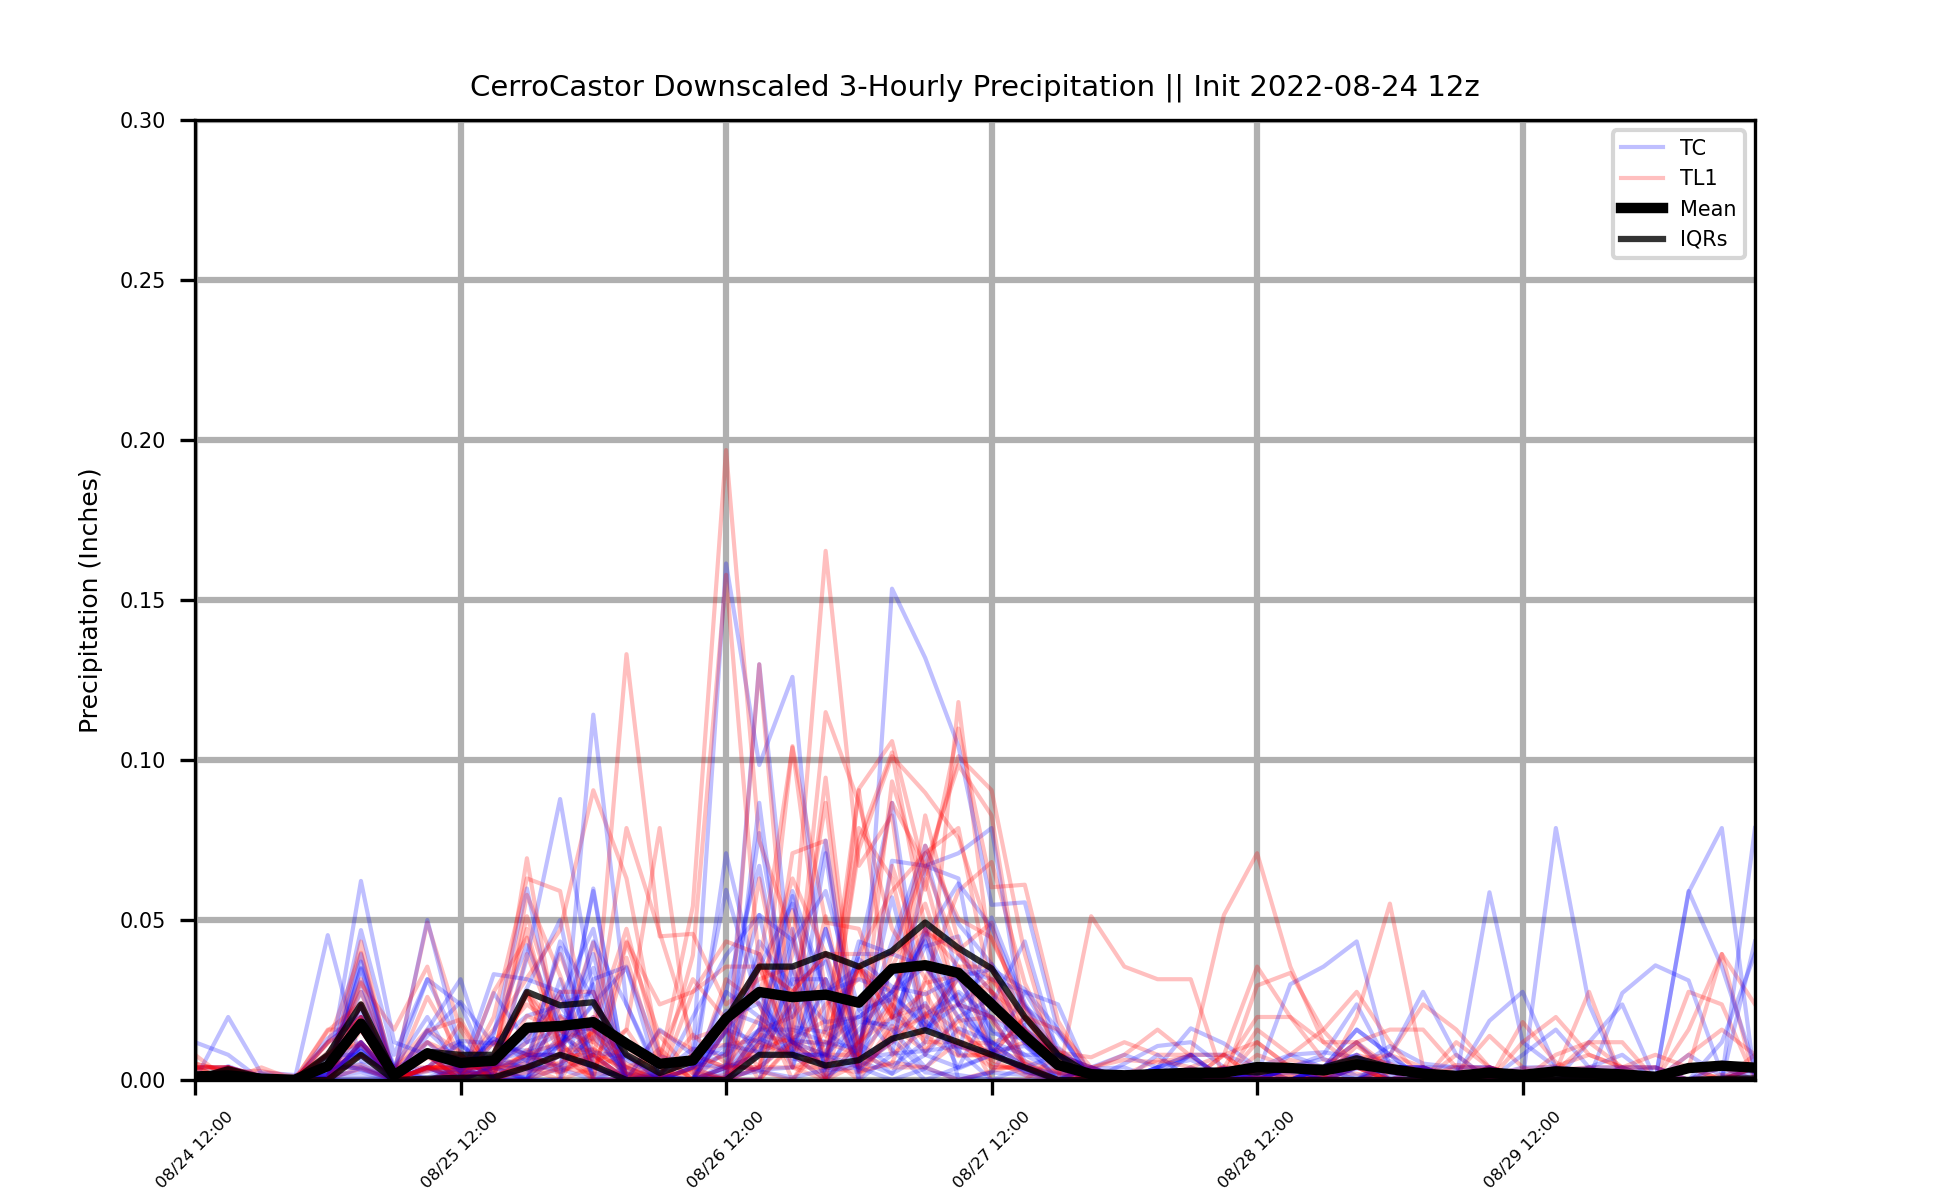 CerroCastor Downscaled 3-Hourly Precipitation || Init 2022-08-24 12z
Precipitation (Inches)
0.30
0.25
0.20
0.15
0.10
0.05
0.00
TC
TL1
Mean
IQRs
08/24 12:00
08/25 12:00
08/26 12:00
08/27 12:00
08/28 12:00
08/29 12:00